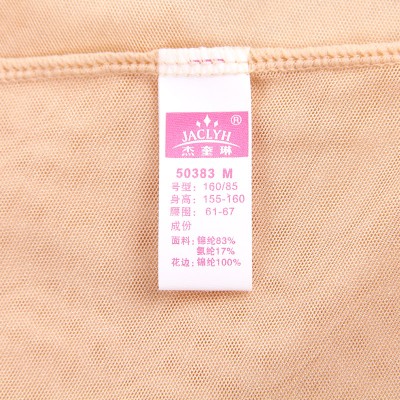 JACLYH®
杰奎琳
50383 M
号型: 160/85
身高: 155-160
腰围: 61-67
成份
面料: 锦纶83%
氨纶17%
花边: 锦纶100%